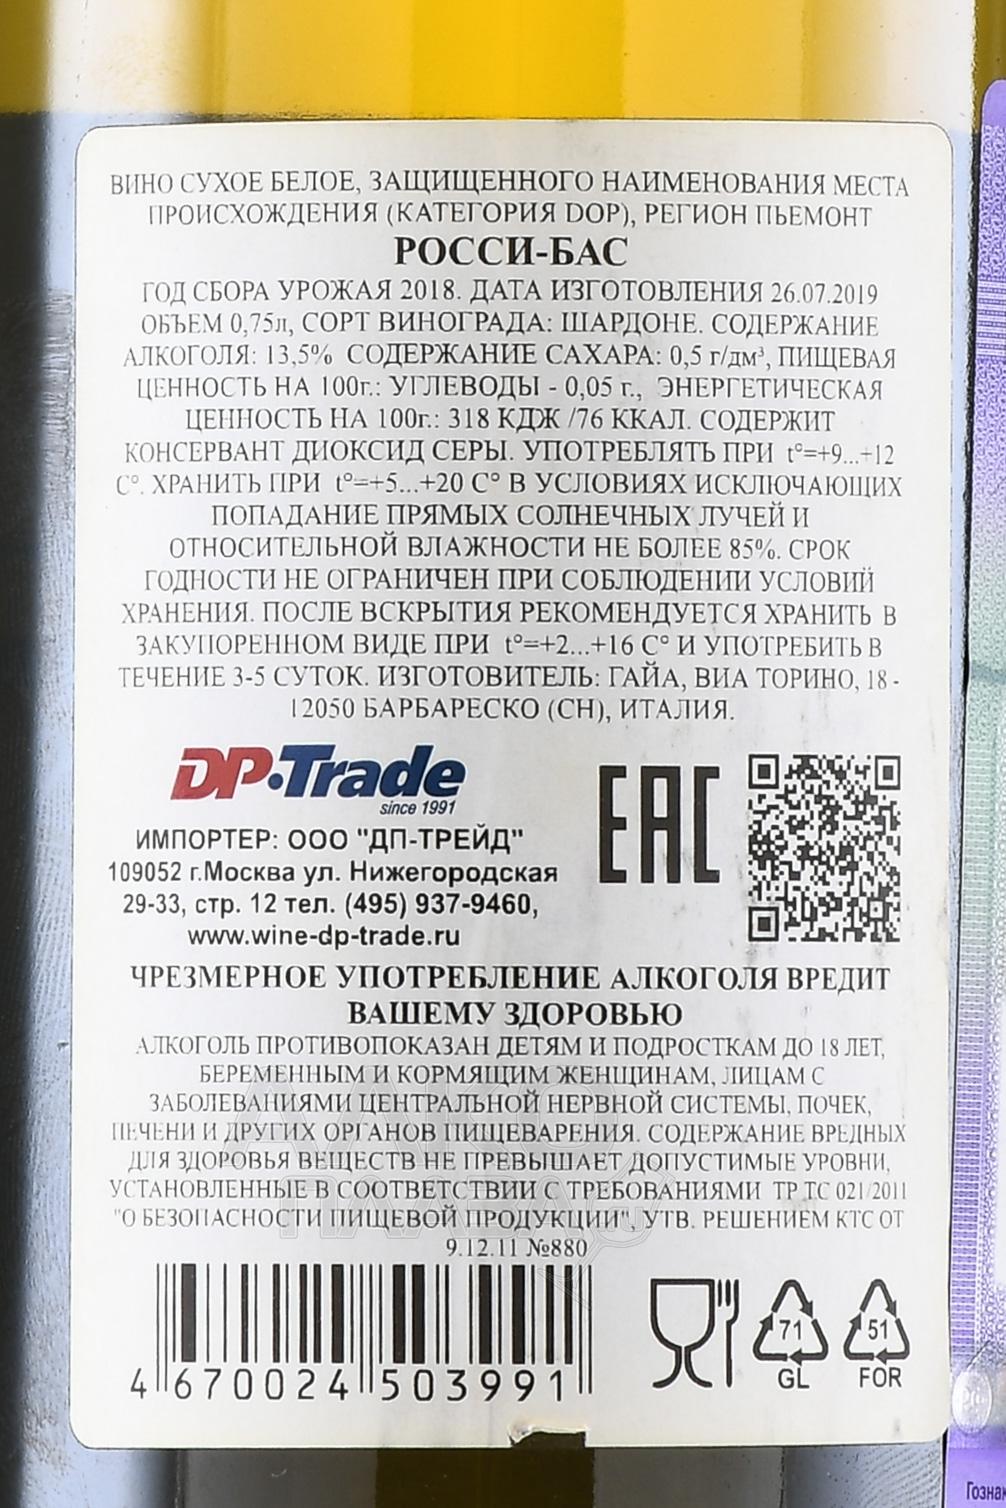 ВИНО СУХОЕ БЕЛОЕ, ЗАЩИЩЕННОГО НАИМЕНОВАНИЯ МЕСТА
ПРОИСХОЖДЕНИЯ (КАТЕГОРИЯ DOP), РЕГИОН ПЬЕМОНТ
РОССИ-БАС
ГОД СБОРА УРОЖАЯ 2018. ДАТА ИЗГОТОВЛЕНИЯ 26.07.2019
ОБЪЕМ 0,75л, СОРТ ВИНОГРАДА: ШАРДОНЕ. СОДЕРЖАНИЕ
АЛКОГОЛЯ: 13.5% СОДЕРЖАНИЕ САХАРА: 0,5 г/дм³, ПИЩЕВАЯ
ЦЕННОСТЬ НА 100г.: УГЛЕВОДЫ - 0,05 г., ЭНЕРГЕТИЧЕСКАЯ
ЦЕННОСТЬ НА 100г.: 318 КДЖ /76 ККАЛ. СОДЕРЖИТ
КОНСЕРВАНТ ДИОКСИД СЕРЫ. УПОТРЕБЛЯТЬ ПРИ t°=+9...+12
С°. ХРАНИТЬ ПРИ t°=+5...+20 С° В УСЛОВИЯХ ИСКЛЮЧАЮЩИХ
ПОПАДАНИЕ ПРЯМЫХ СОЛНЕЧНЫХ ЛУЧЕЙ И
ОТНОСИТЕЛЬНОЙ ВЛАЖНОСТИ НЕ БОЛЕЕ 85%. СРОК
ГОДНОСТИ НЕ ОГРАНИЧЕН ПРИ СОБЛЮДЕНИИ УСЛОВИЙ
ХРАНЕНИЯ. ПОСЛЕ ВСКРЫТИЯ РЕКОМЕНДУЕТСЯ ХРАНИТЬ В
ЗАКУПОРЕННОМ ВИДЕ ПРИ t°=+2...+16 С° И УПОТРЕБИТЬ В
ТЕЧЕНИЕ 3-5 СУТОК. ИЗГОТОВИТЕЛЬ: ГАЙА, ВИА ТОРИНО, 18 -
12050 БАРБАРЕСКО (СН), ИТАЛИЯ.
DP·Trade
since 1991
ЕАС
ИМПОРТЕР: ООО "ДП-ТРЕЙД"
109052 г.Москва ул. Нижегородская
29-33, стр. 12 тел. (495) 937-9460,
www.wine-dp-trade.ru
ЧРЕЗМЕРНОЕ УПОТРЕБЛЕНИЕ АЛКОГОЛЯ ВРЕДИТ
ВАШЕМУ ЗДОРОВЬЮ
АЛКОГОЛЬ ПРОТИВОПОКАЗАН ДЕТЯМ И ПОДРОСТКАМ ДО 18 ЛЕТ,
БЕРЕМЕННЫМ И КОРМЯЩИМ ЖЕНЩИНАМ, ЛИЦАМ С
ЗАБОЛЕВАНИЯМИ ЦЕНТРАЛЬНОЙ НЕРВНОЙ СИСТЕМЫ, ПОЧЕК,
ПЕЧЕНИ И ДРУГИХ ОРГАНОВ ПИЩЕВАРЕНИЯ. СОДЕРЖАНИЕ ВРЕДНЫХ
ДЛЯ ЗДОРОВЬЯ ВЕЩЕСТВ НЕ ПРЕВЫШАЕТ ДОПУСТИМЫЕ УРОВНИ,
УСТАНОВЛЕННЫЕ В СООТВЕТСТВИИ С ТРЕБОВАНИЯМИ ТР ТС 021/2011
"О БЕЗОПАСНОСТИ ПИЩЕВОЙ ПРОДУКЦИИ", УТВ. РЕШЕНИЕМ КТС ОТ
9.12.11 №880
4 670024 503991
71
GL
51
FOR